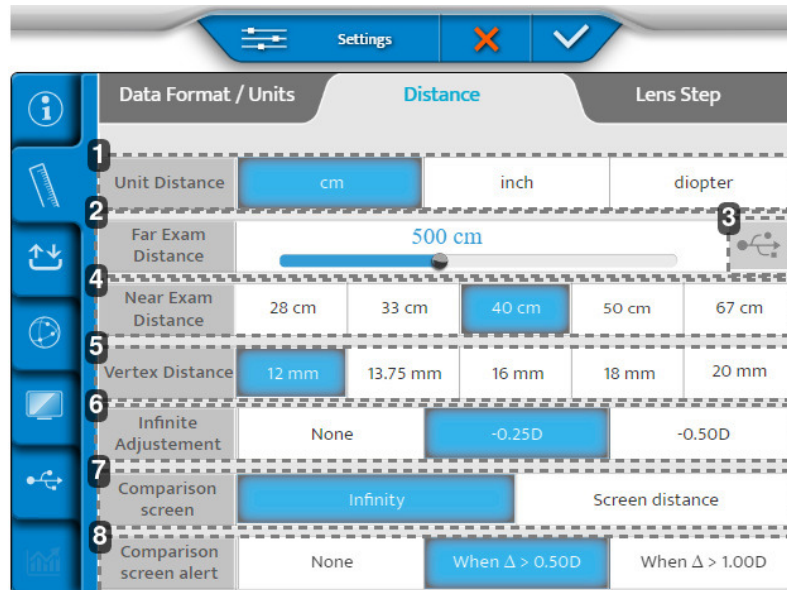 Settings
Data Format / Units Distance Lens Step
1
Unit Distance cm inch diopter
2
3
Far Exam
Distance
500 cm
4
Near Exam
Distance
28 cm 33 cm 40 cm 50 cm 67 cm
5
Vertex Distance 12 mm 13.75 mm 16 mm 18 mm 20 mm
6
Infinite
Adjustement
None -0.25D -0.50D
7
Comparison
screen
Infinity Screen distance
8
Comparison
screen alert
None When Δ > 0.50D When Δ > 1.00D